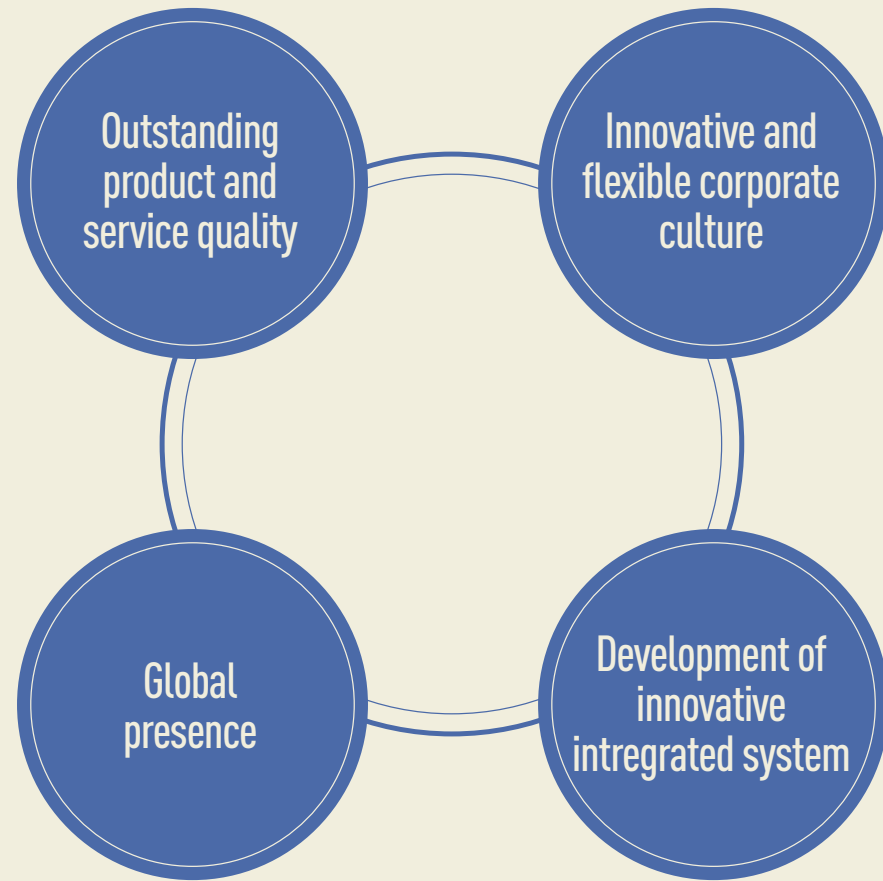 Outstanding
product and
service quality
Innovative and
flexible corporate
culture
Global
presence
Development of
innovative
intregrated system